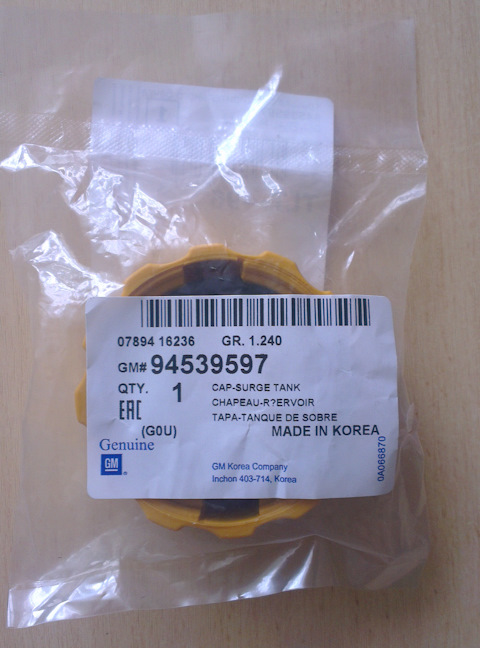 07894 16236 GR. 1.240
GM# 94539597
QTY. 1 CAP-SURGE TANK
EAC CHAPEAU-R?ERVOIR
TAPA-TANQUE DE SOBRE
(G0U) MADE IN KOREA
Genuine
GM
GM Korea Company
Inchon 403-714, Korea
0A066870